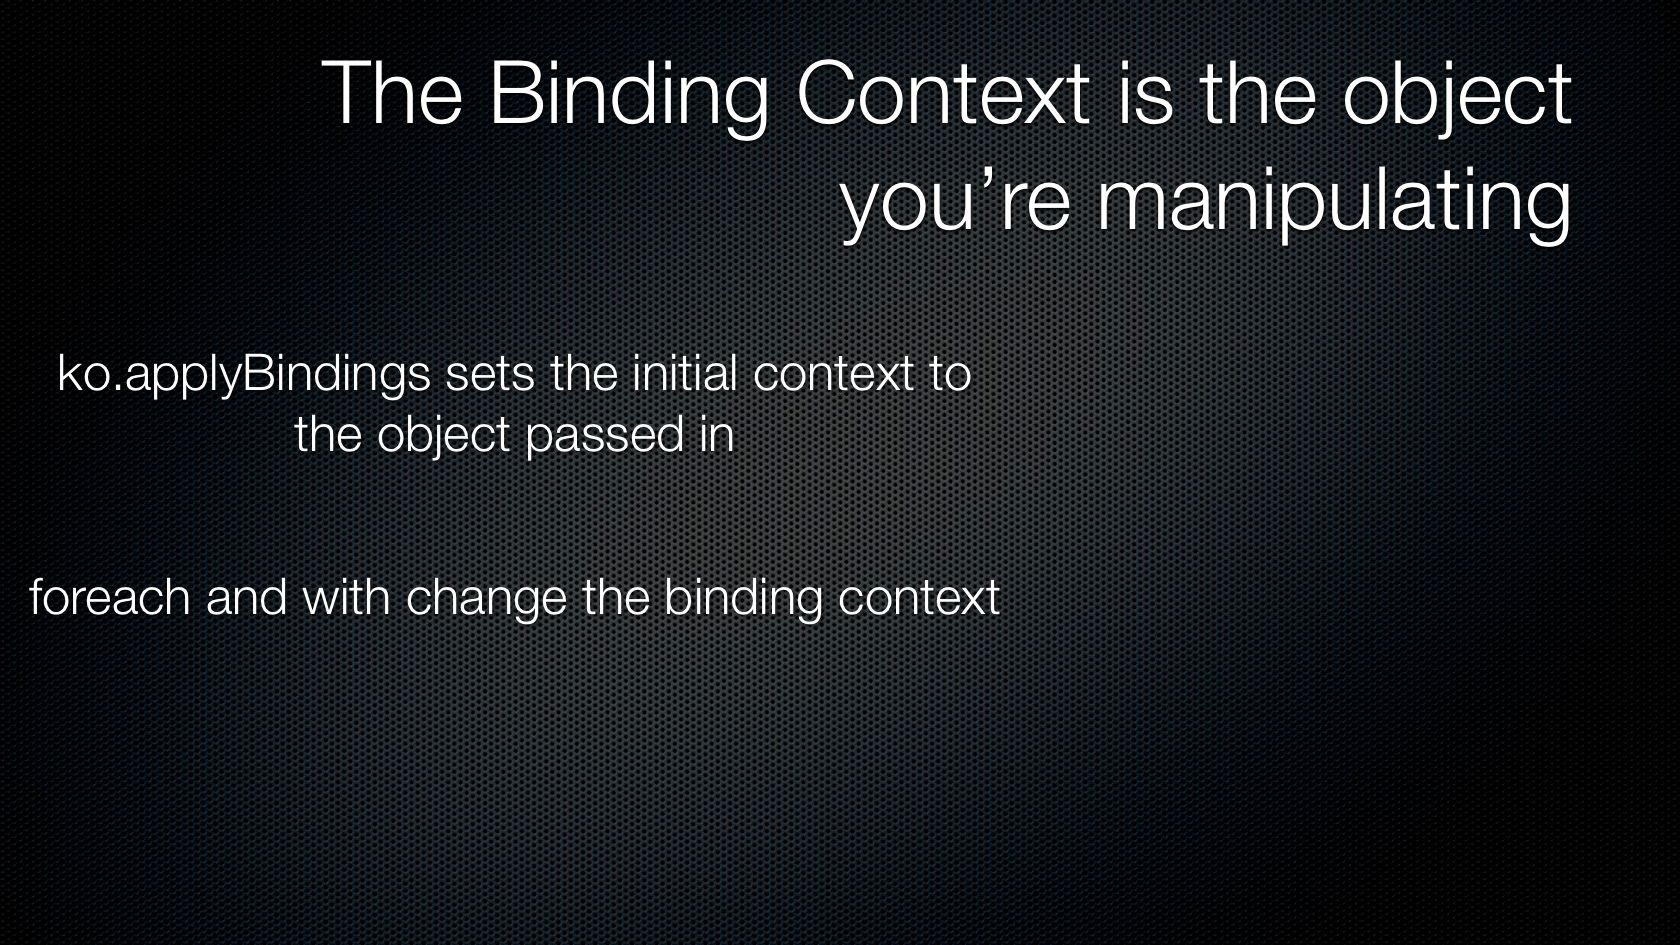 The Binding Context is the object
you’re manipulating
ko.applyBindings sets the initial context to
the object passed in
foreach and with change the binding context